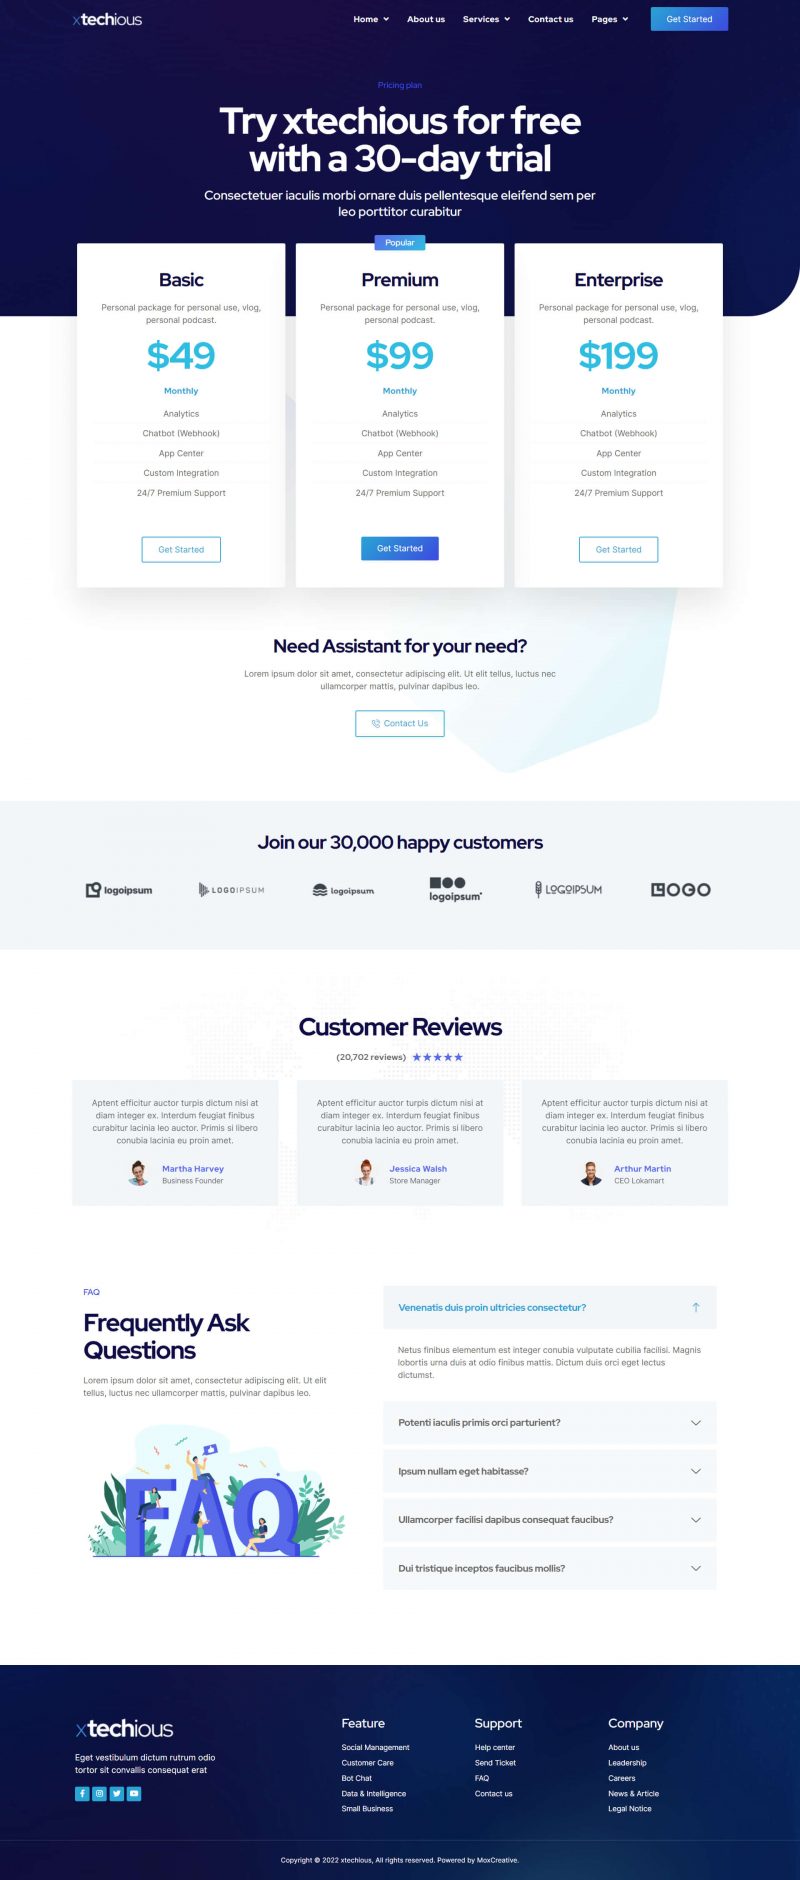 xtechious
Home
About us
Services
Contact us
Pages
Get Started
Pricing plan
Try xtechious for free
with a 30-day trial
Consectetuer iaculis morbi ornare duis pellentesque eleifend sem per
leo porttitor curabitur
Basic
Personal package for personal use, vlog,
personal podcast.
$49
Monthly
Analytics
Chatbot (Webhook)
App Center
Custom Integration
24/7 Premium Support
Get Started
Popular
Premium
Personal package for personal use, vlog,
personal podcast.
$99
Monthly
Analytics
Chatbot (Webhook)
App Center
Custom Integration
24/7 Premium Support
Get Started
Enterprise
Personal package for personal use, vlog,
personal podcast.
$199
Monthly
Analytics
Chatbot (Webhook)
App Center
Custom Integration
24/7 Premium Support
Get Started
Need Assistant for your need?
Lorem ipsum dolor sit amet, consectetur adipiscing elit. Ut elit tellus, luctus nec
ullamcorper mattis, pulvinar dapibus leo.
Contact Us
Join our 30,000 happy customers
logoipsum
LOGOIPSUM
logoipsum
logoipsum
LOGOIPSUM
LOGO
Customer Reviews
(20,702 reviews) ★★★★★
Aptent efficitur auctor turpis dictum nisi at
diam integer ex. Interdum feugiat finibus
curabitur lacinia leo auctor. Primis si libero
conubia lacinia eu proin amet.
Martha Harvey
Business Founder
Aptent efficitur auctor turpis dictum nisi at
diam integer ex. Interdum feugiat finibus
curabitur lacinia leo auctor. Primis si libero
conubia lacinia eu proin amet.
Jessica Walsh
Store Manager
Aptent efficitur auctor turpis dictum nisi at
diam integer ex. Interdum feugiat finibus
curabitur lacinia leo auctor. Primis si libero
conubia lacinia eu proin amet.
Arthur Martin
CEO Lokamart
FAQ
Frequently Ask
Questions
Lorem ipsum dolor sit amet, consectetur adipiscing elit. Ut elit
tellus, luctus nec ullamcorper mattis, pulvinar dapibus leo.
FAQ
Venenatis duis proin ultricies consectetur?
Netus finibus elementum est integer conubia vulputate cubilia facilisi. Magnis
lobortis urna duis at odio finibus mattis. Dictum duis orci eget lectus
dictumst.
Potenti iaculis primis orci parturient?
Ipsum nullam eget habitasse?
Ullamcorper facilisi dapibus consequat faucibus?
Dui tristique inceptos faucibus mollis?
xtechious
Eget vestibulum dictum rutrum odio
tortor sit convallis consequat erat
Feature
Social Management
Customer Care
Bot Chat
Data & Intelligence
Small Business
Support
Help center
Send Ticket
FAQ
Contact us
Company
About us
Leadership
Careers
News & Article
Legal Notice
Copyright © 2022 xtechious, All rights reserved. Powered by MoxCreative.